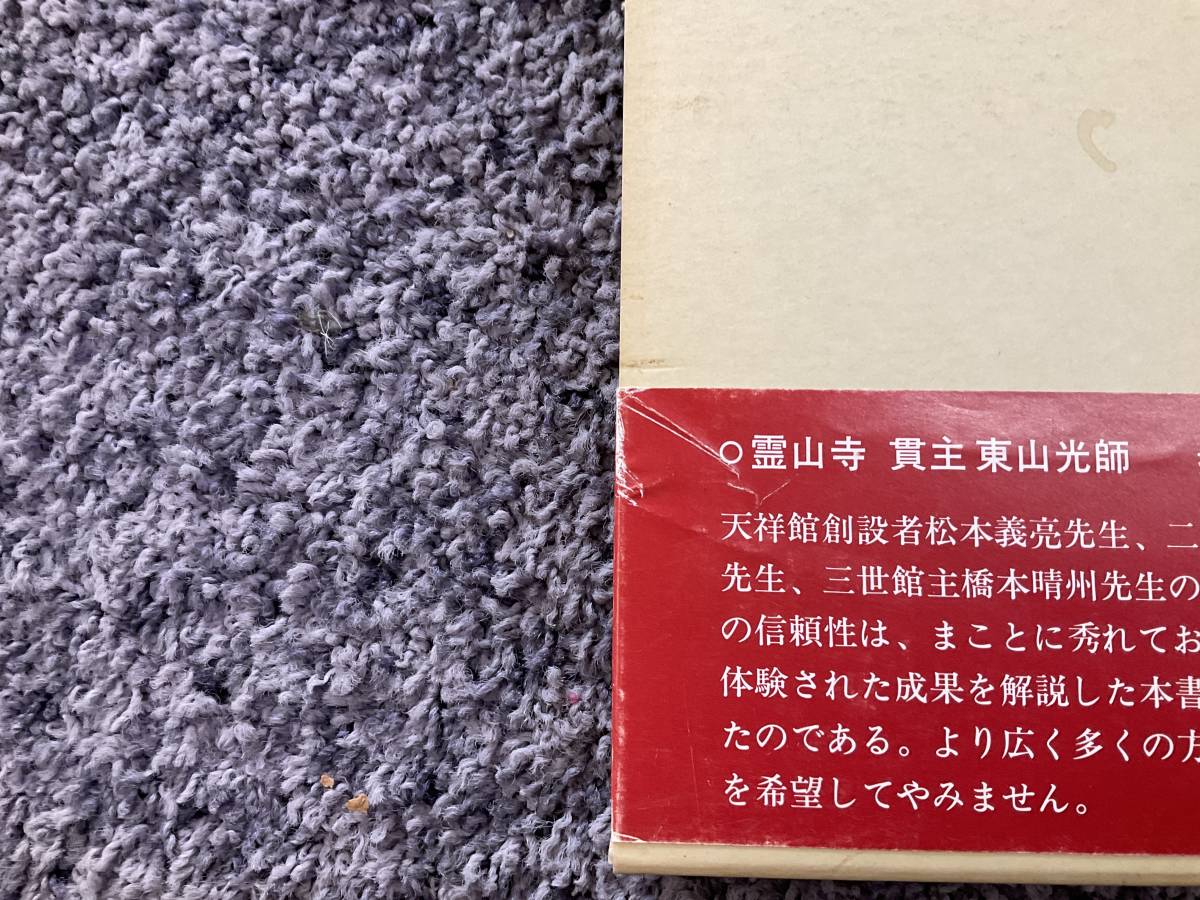 ○霊山寺 貫主 東山光師
天祥館創設者松本義亮先生、二
先生、三世館主橋本晴州先生の
の信頼性は、まことに秀れてお
体験された成果を解説した本書
たのである。より広く多くの方
を希望してやみません。